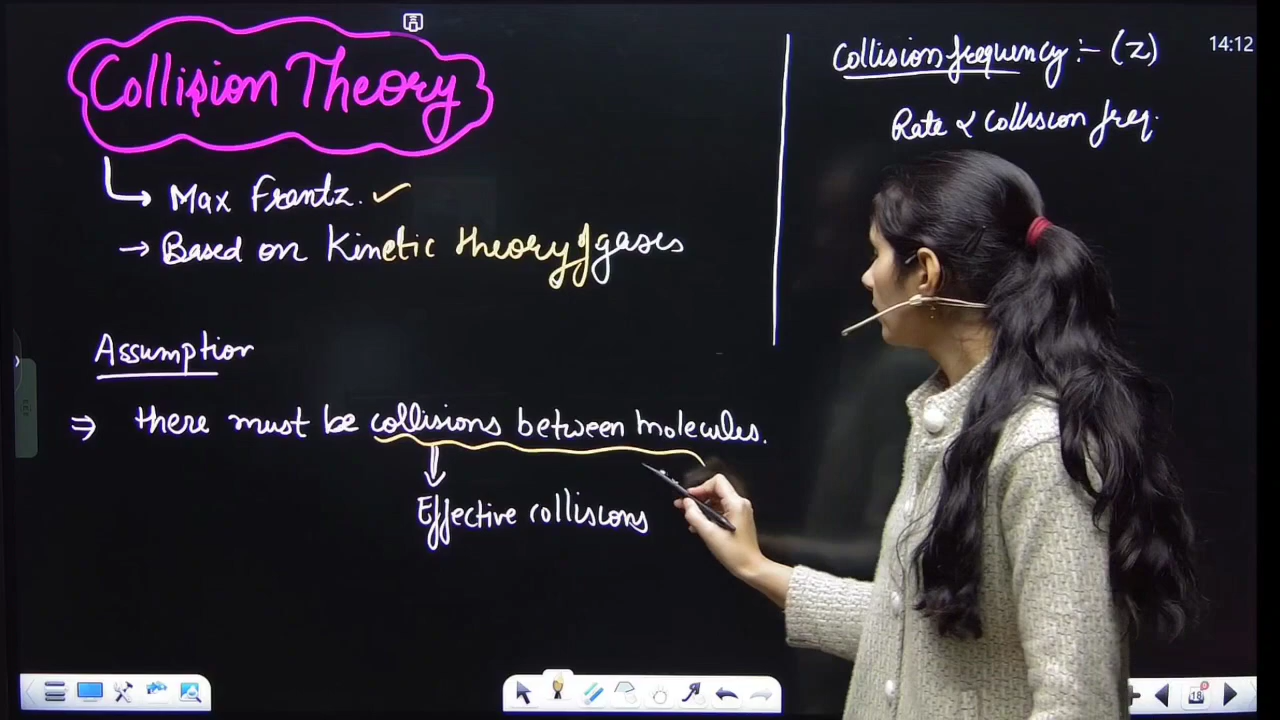 Collision Theory
→ Max Frantz. ✓
→ Based on Kinetic theory of gases
Assumption
⇒ there must be collisions between molecules.
Effective collisions
Collision frequency :- (Z)
Rate ∝ collision freq.
14:12
18